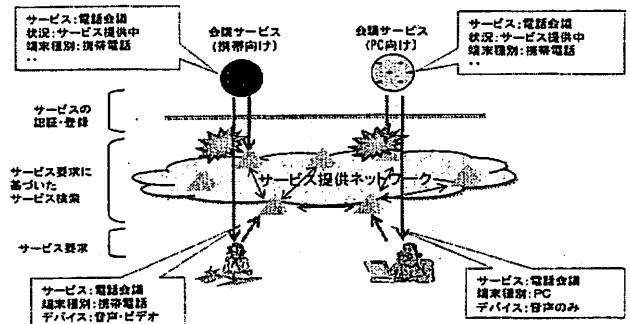 サービス:電話会議
状況:サービス提供中
端末種別:携帯電話
・・
会議サービス
(携帯向け)
会議サービス
(PC向け)
サービス:電話会議
状況:サービス提供中
端末種別:携帯電話
・・
サービスの
認証・登録
サービス要求に
基づいた
サービス検索
サービス提供ネットワーク
サービス要求
サービス:電話会議
端末種別:携帯電話
デバイス:音声・ビデオ
サービス:電話会議
端末種別:PC
デバイス:音声のみ